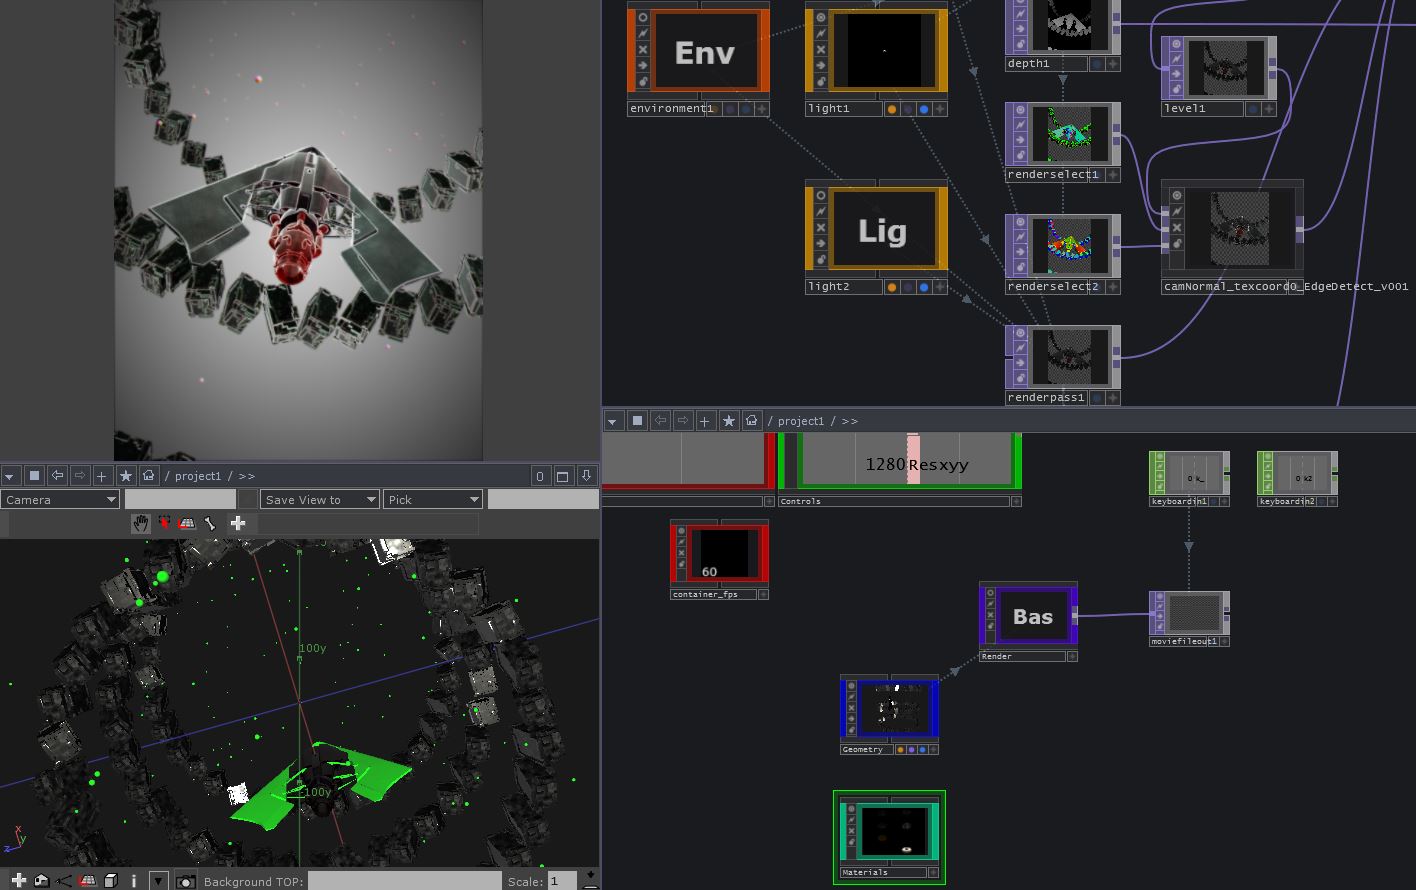 Env
environment1
light1
depth1
level1
renderselect1
Lig
light2
renderselect2
camNormal_texcoord0_EdgeDetect_v001
renderpass1
/ project1 / >>
1280 Resxyy
Controls
0 k_
keyboardin1
0 k2
keyboardin2
60
container_fps
Bas
Render
moviefileout1
Geometry
Materials
/ project1 / >>
0
Camera
Save View to
Pick
100y
-100y
x
y
z
Background TOP:
Scale: 1